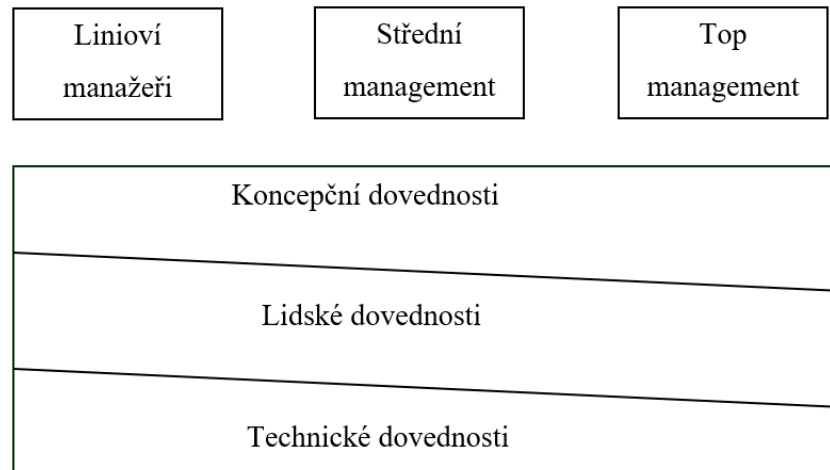 Linioví
manažeři
Střední
management
Top
management
Koncepční dovednosti
Lidské dovednosti
Technické dovednosti